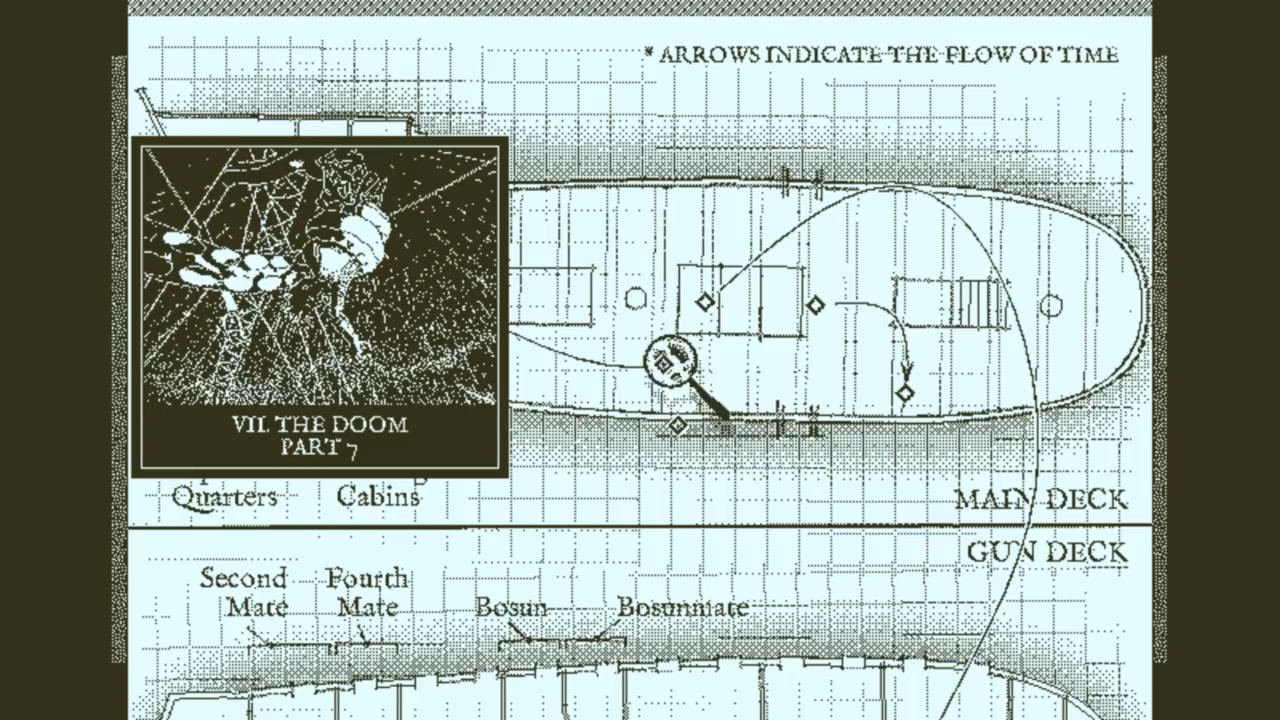 * ARROWS INDICATE THE FLOW OF TIME
VII. THE DOOM
PART 7
Quarters
Cabins
MAIN DECK
GUN DECK
Second
Mate
Fourth
Mate
Bosun
Bosunmate